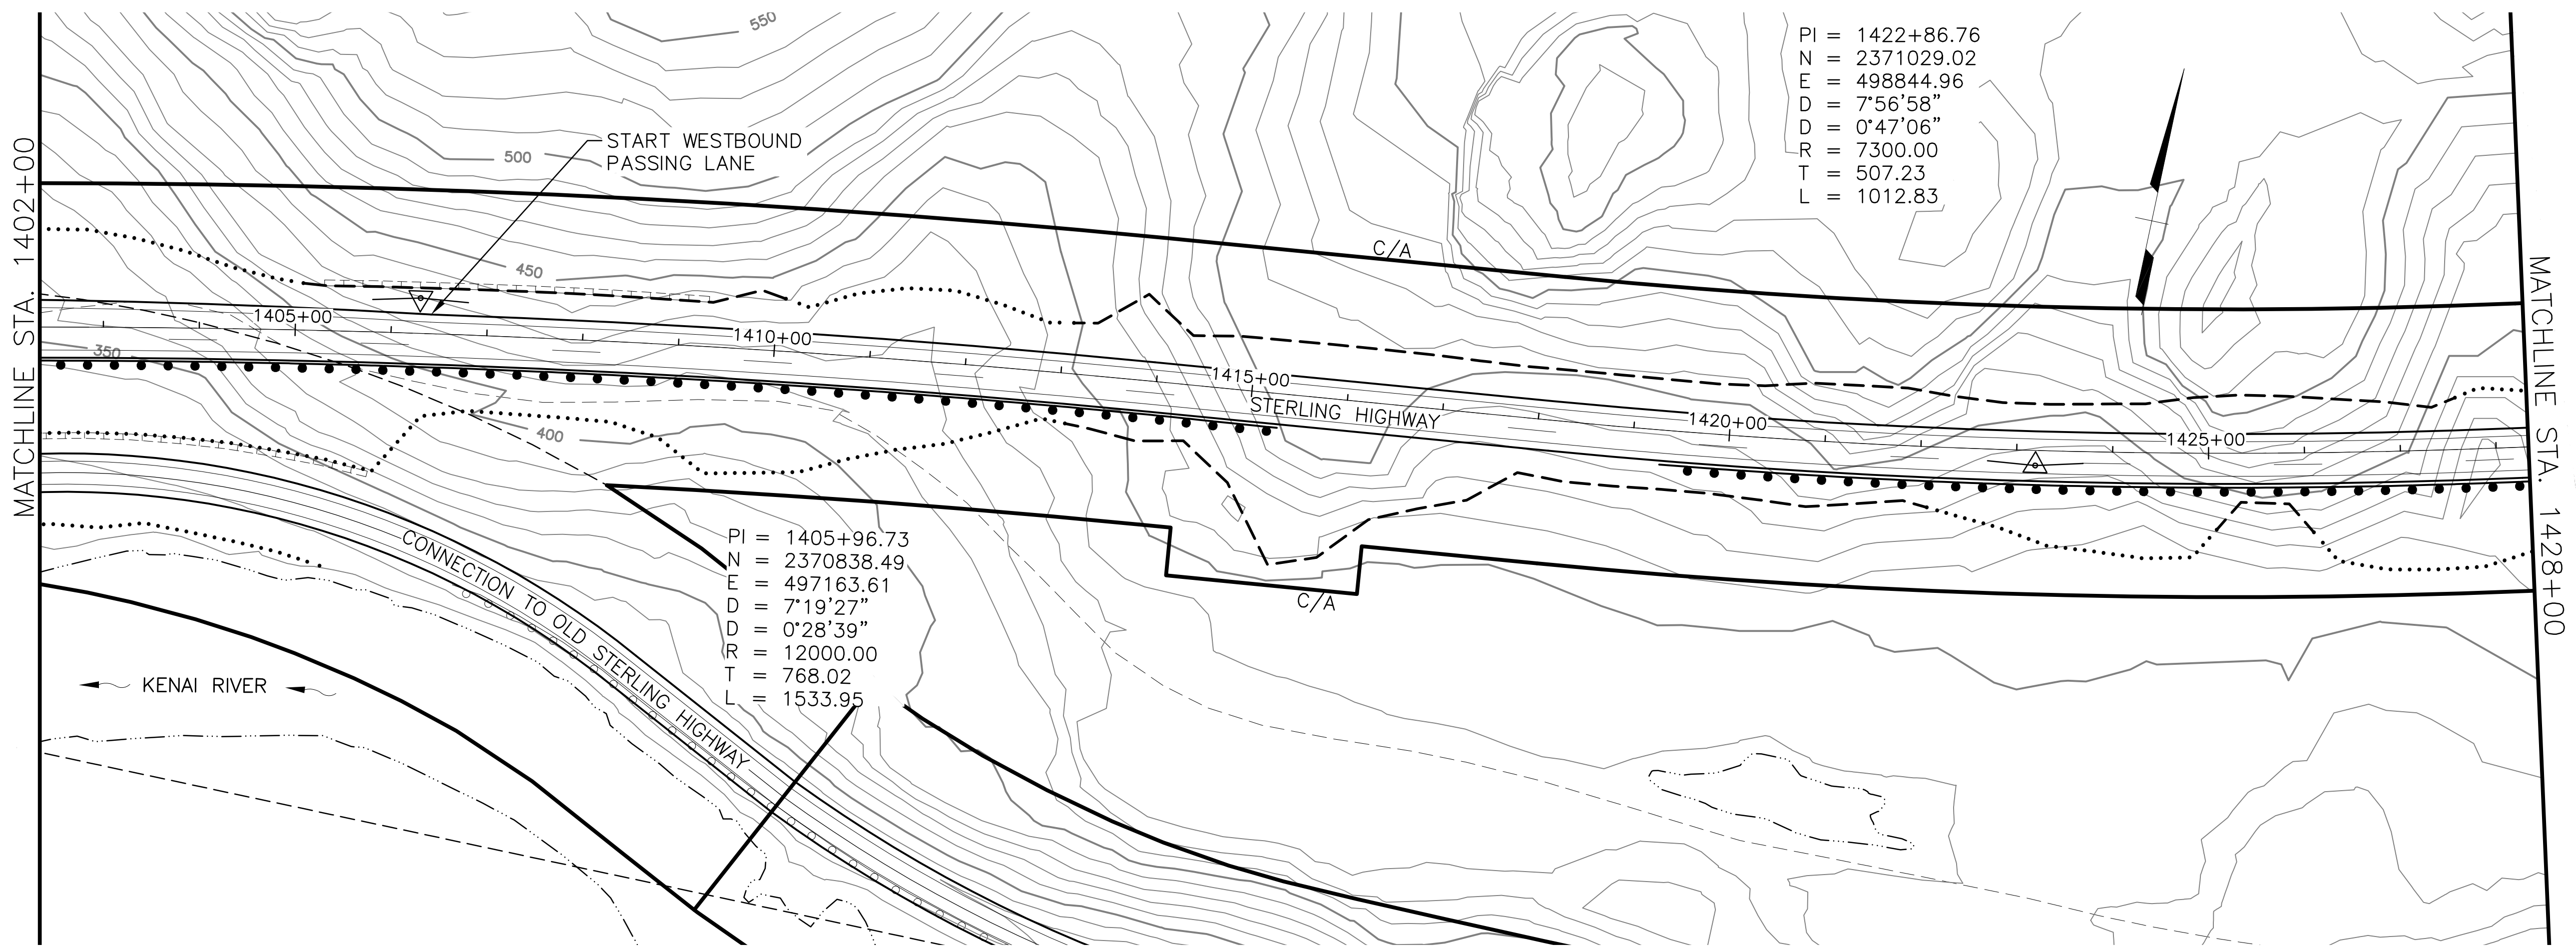 550
PI = 1422+86.76
N = 2371029.02
E = 498844.96
D = 7°56'58"
D = 0°47'06"
R = 7300.00
T = 507.23
L = 1012.83
START WESTBOUND
PASSING LANE
500
MATCHLINE STA. 1402+00
C/A
450
MATCHLINE STA. 1428+00
1405+00
1410+00
350
1415+00
STERLING HIGHWAY
1420+00
1425+00
400
PI = 1405+96.73
N = 2370838.49
E = 497163.61
D = 7°19'27"
D = 0°28'39"
R = 12000.00
T = 768.02
L = 1533.95
CONNECTION TO OLD STERLING HIGHWAY
C/A
KENAI RIVER